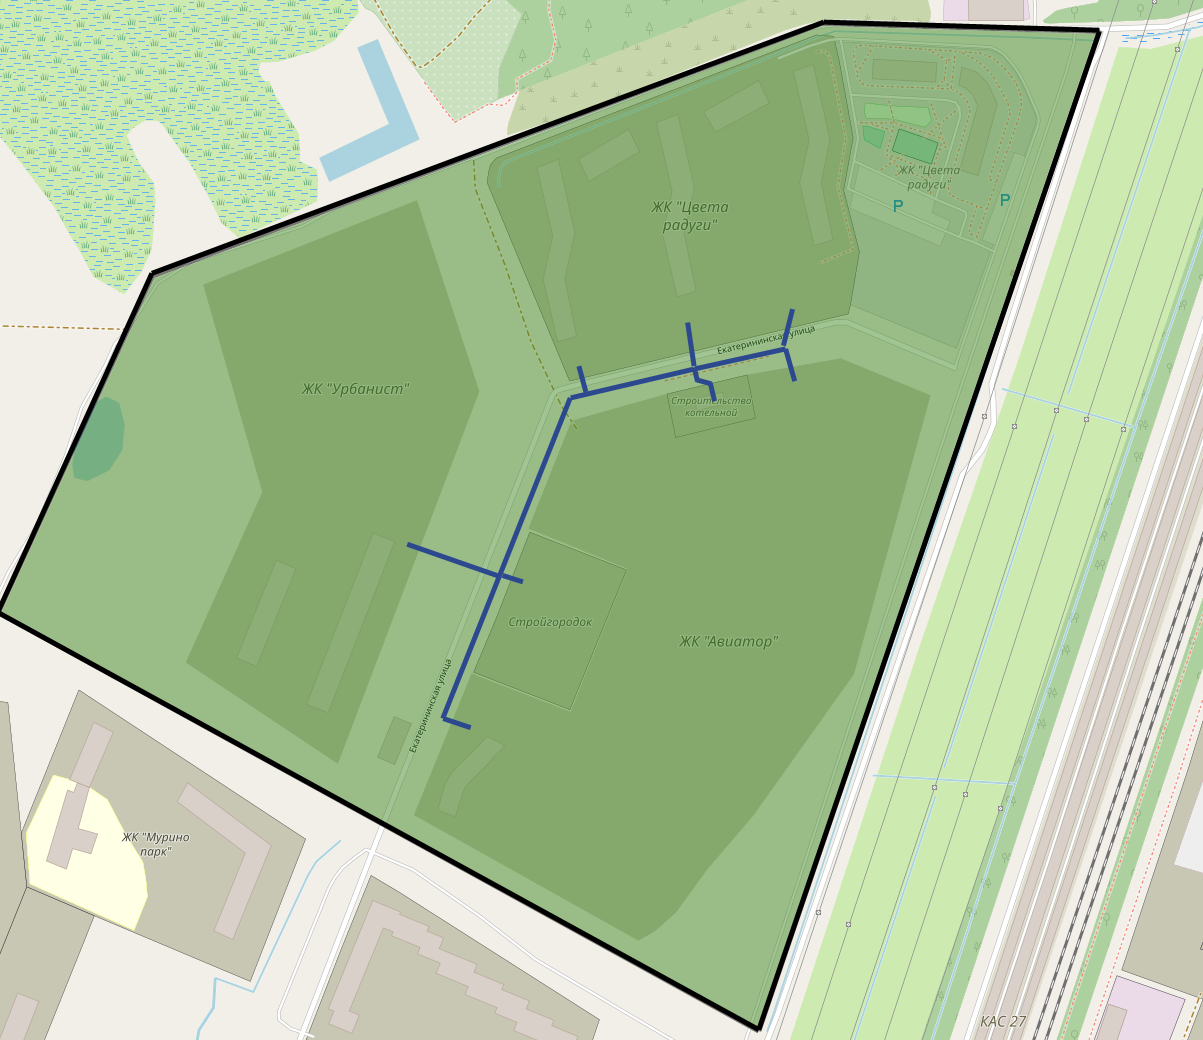 ЖК "Цвета
радуги"
P
P
ЖК "Цвета
радуги"
Екатерининская улица
ЖК "Урбанист"
Строительство
котельной
Стройгородок
ЖК "Авиатор"
Екатерининская улица
ЖК "Мурино
парк"
КАС 27